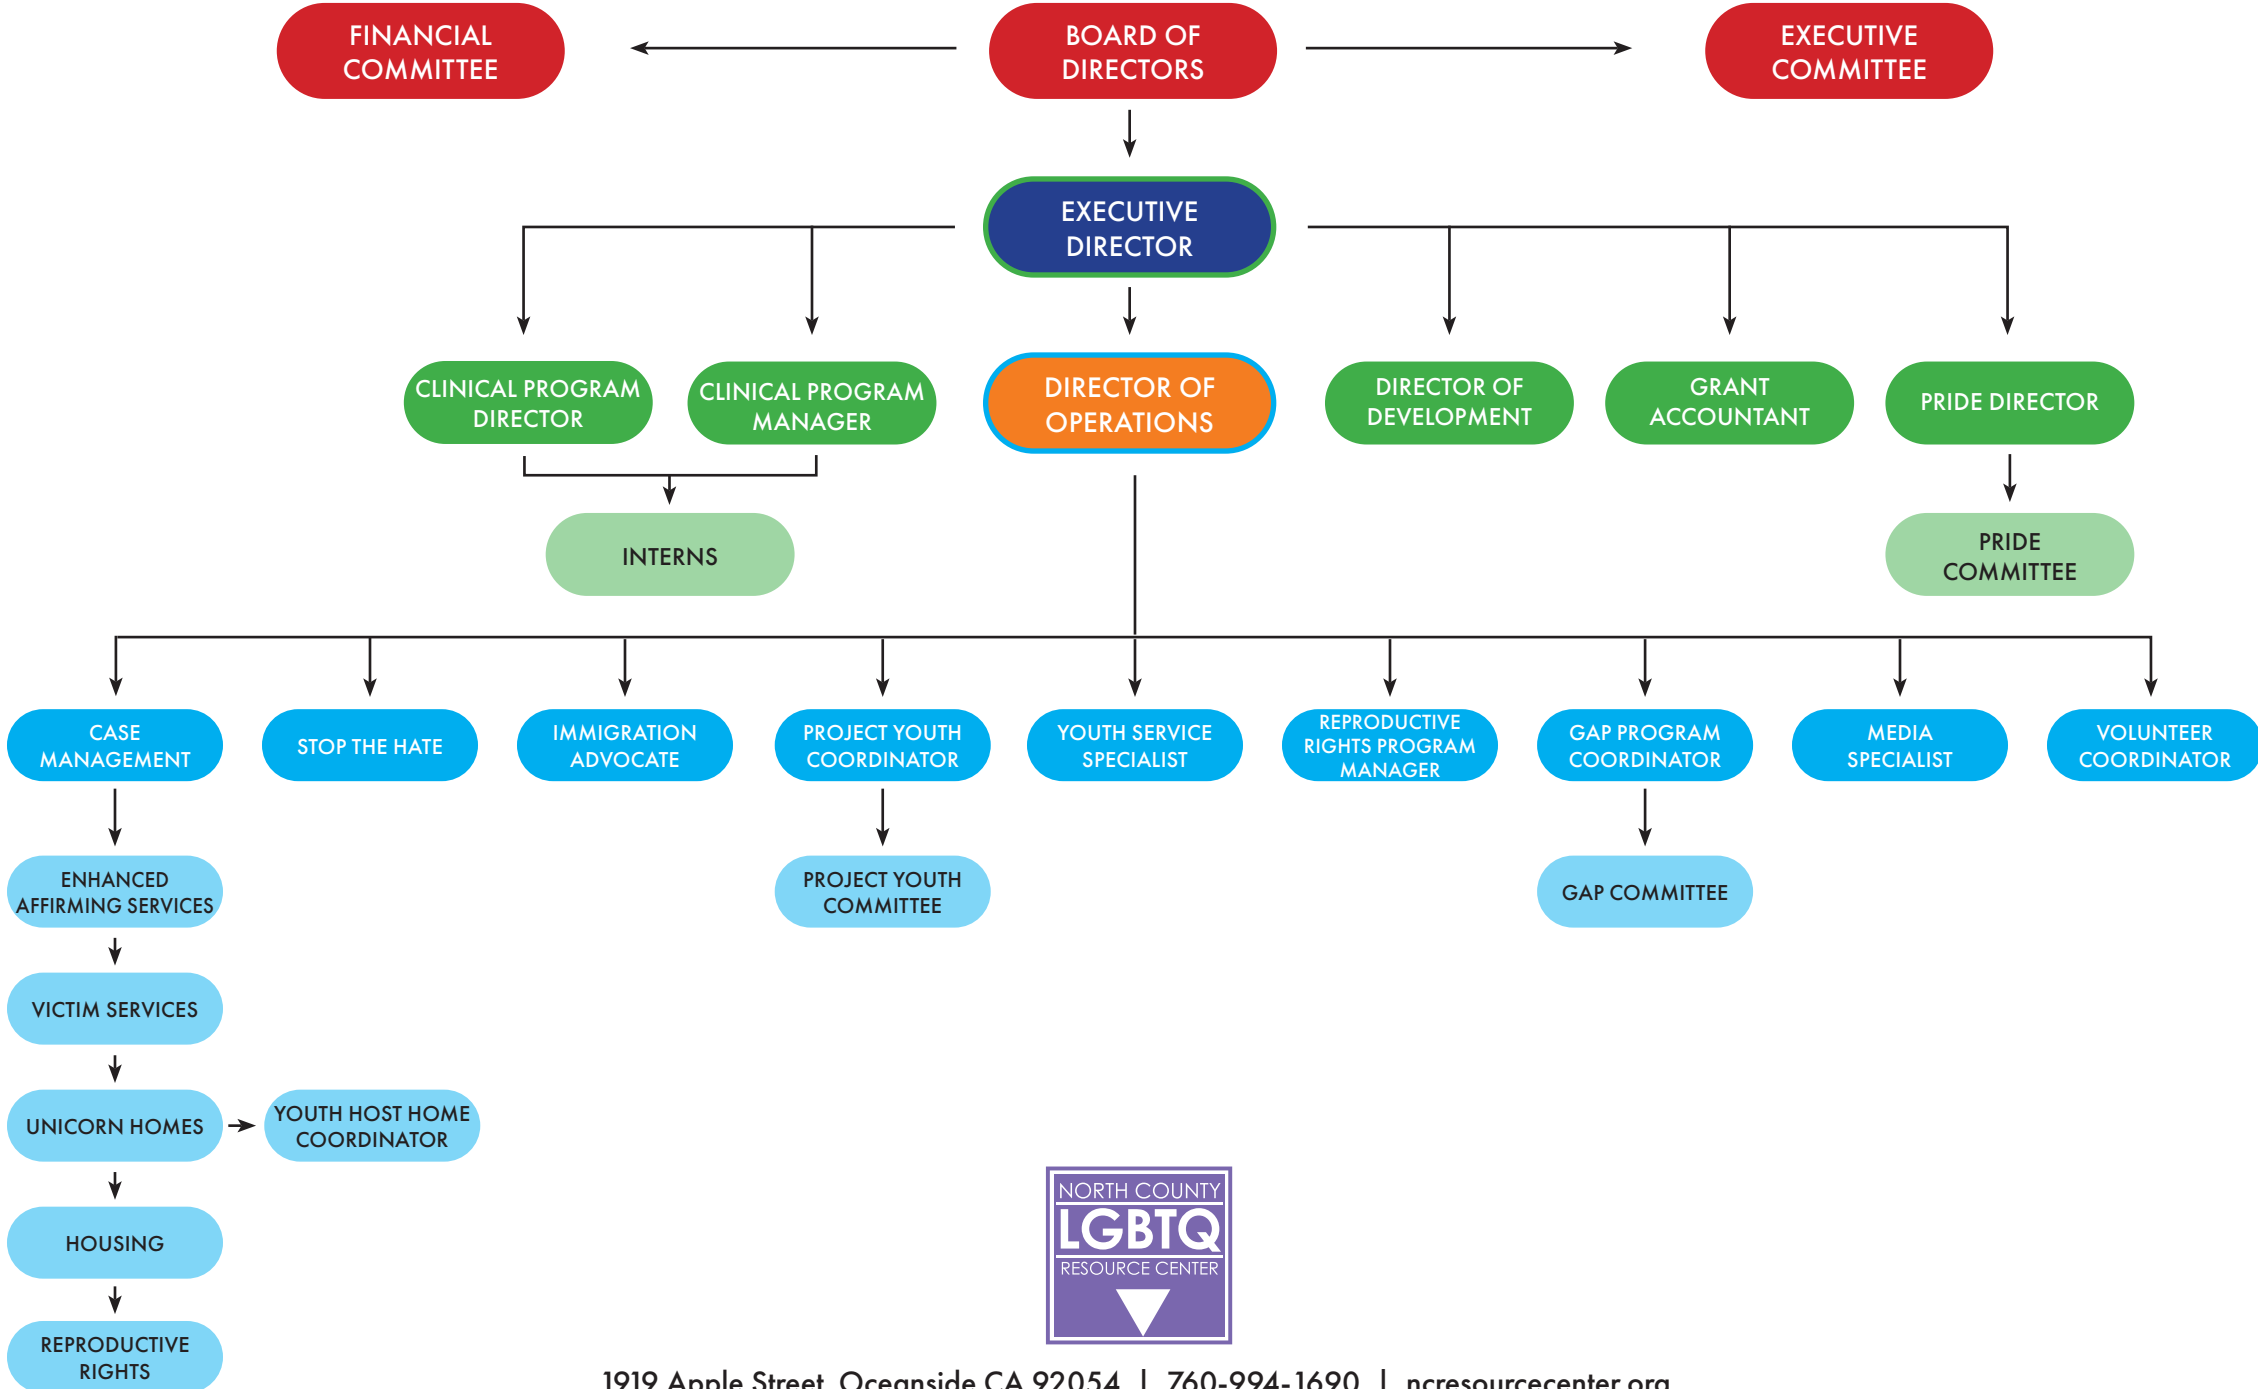 FINANCIAL
COMMITTEE
BOARD OF
DIRECTORS
EXECUTIVE
COMMITTEE
EXECUTIVE
DIRECTOR
CLINICAL PROGRAM
DIRECTOR
CLINICAL PROGRAM
MANAGER
DIRECTOR OF
OPERATIONS
DIRECTOR OF
DEVELOPMENT
GRANT
ACCOUNTANT
PRIDE DIRECTOR
INTERNS
PRIDE
COMMITTEE
CASE
MANAGEMENT
STOP THE HATE
IMMIGRATION
ADVOCATE
PROJECT YOUTH
COORDINATOR
YOUTH SERVICE
SPECIALIST
REPRODUCTIVE
RIGHTS PROGRAM
MANAGER
GAP PROGRAM
COORDINATOR
MEDIA
SPECIALIST
VOLUNTEER
COORDINATOR
ENHANCED
AFFIRMING SERVICES
PROJECT YOUTH
COMMITTEE
GAP COMMITTEE
VICTIM SERVICES
UNICORN HOMES
YOUTH HOST HOME
COORDINATOR
HOUSING
REPRODUCTIVE
RIGHTS
NORTH COUNTY
LGBTQ
RESOURCE CENTER
1919 Apple Street, Oceanside CA 92054 | 760-994-1690 | ncresourcecenter.org